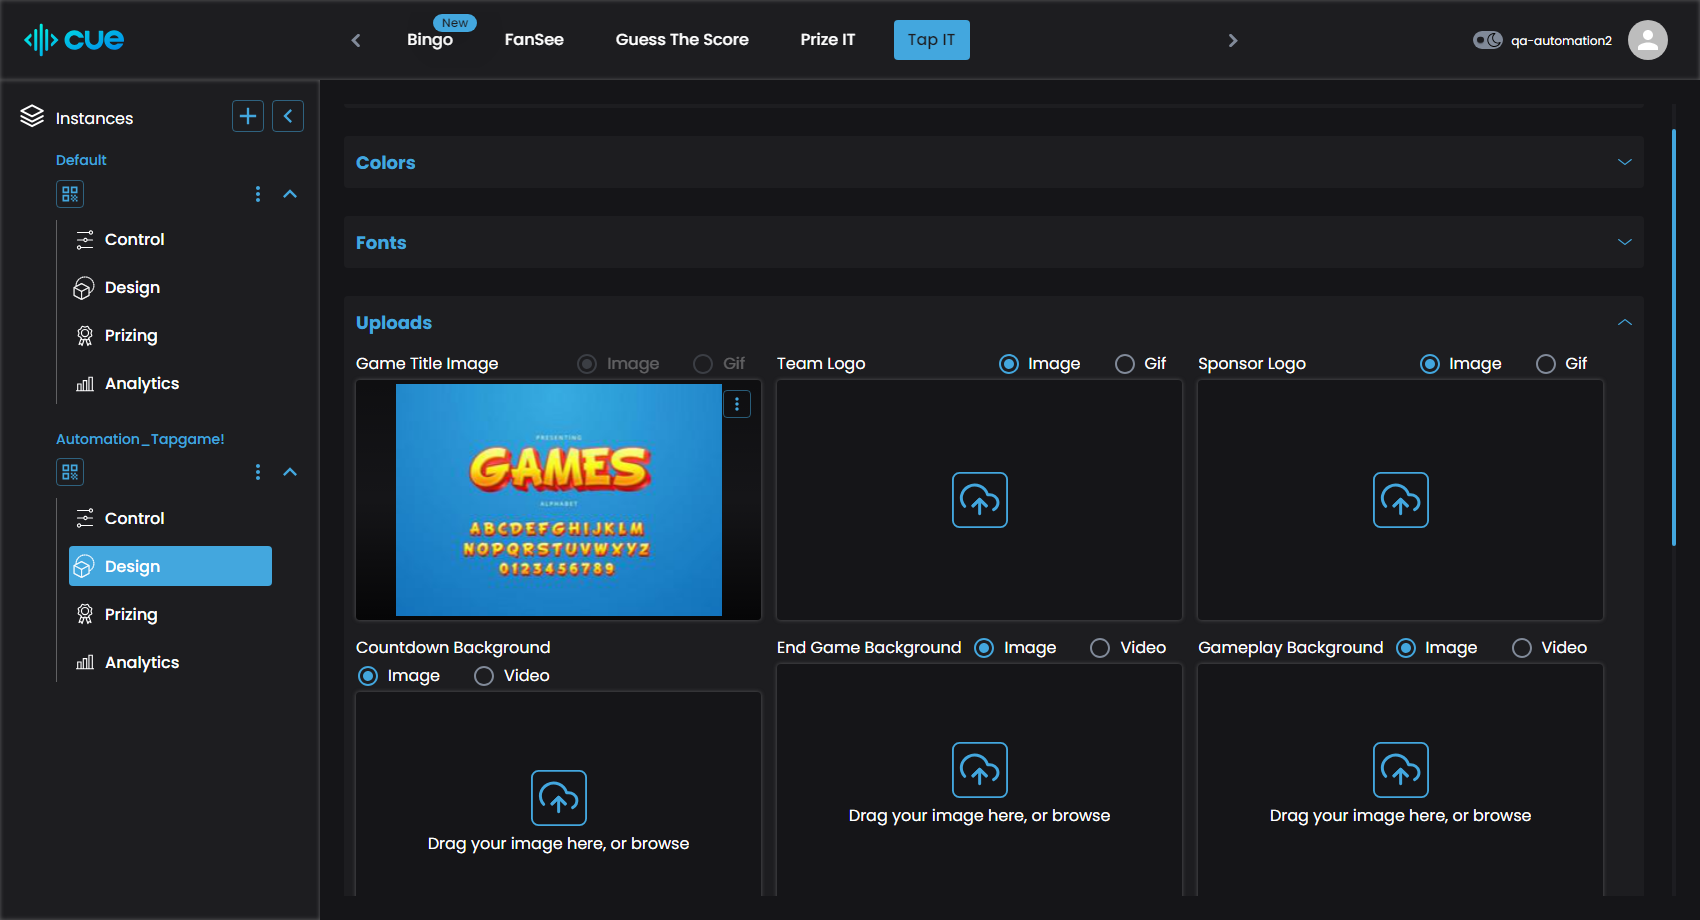 cue
New
Bingo
FanSee
Guess The Score
Prize IT
Tap IT
qa-automation2
Instances
Default
Control
Design
Prizing
Analytics
Automation_Tapgame!
Control
Design
Prizing
Analytics
Colors
Fonts
Uploads
Game Title Image
Image
Gif
Team Logo
Image
Gif
Sponsor Logo
Image
Gif
PRESENTING
GAMES
ALPHABET
ABCDEFGHIJKLM
NOPQRSTUVWXYZ
0123456789
Countdown Background
Image
Video
End Game Background
Image
Video
Gameplay Background
Image
Video
Drag your image here, or browse
Drag your image here, or browse
Drag your image here, or browse